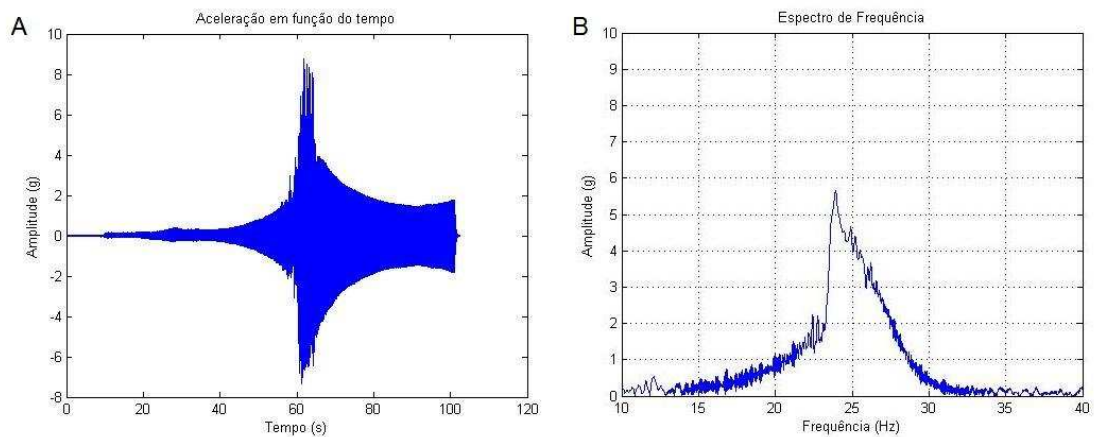 A
Aceleração em função do tempo
10
8
6
4
2
0
-2
-4
-6
-8
Amplitude (g)
0 20 40 60 80 100 120
Tempo (s)
B
Espectro de Frequência
10
9
8
7
6
5
4
3
2
1
0
Amplitude (g)
10 15 20 25 30 35 40
Frequência (Hz)